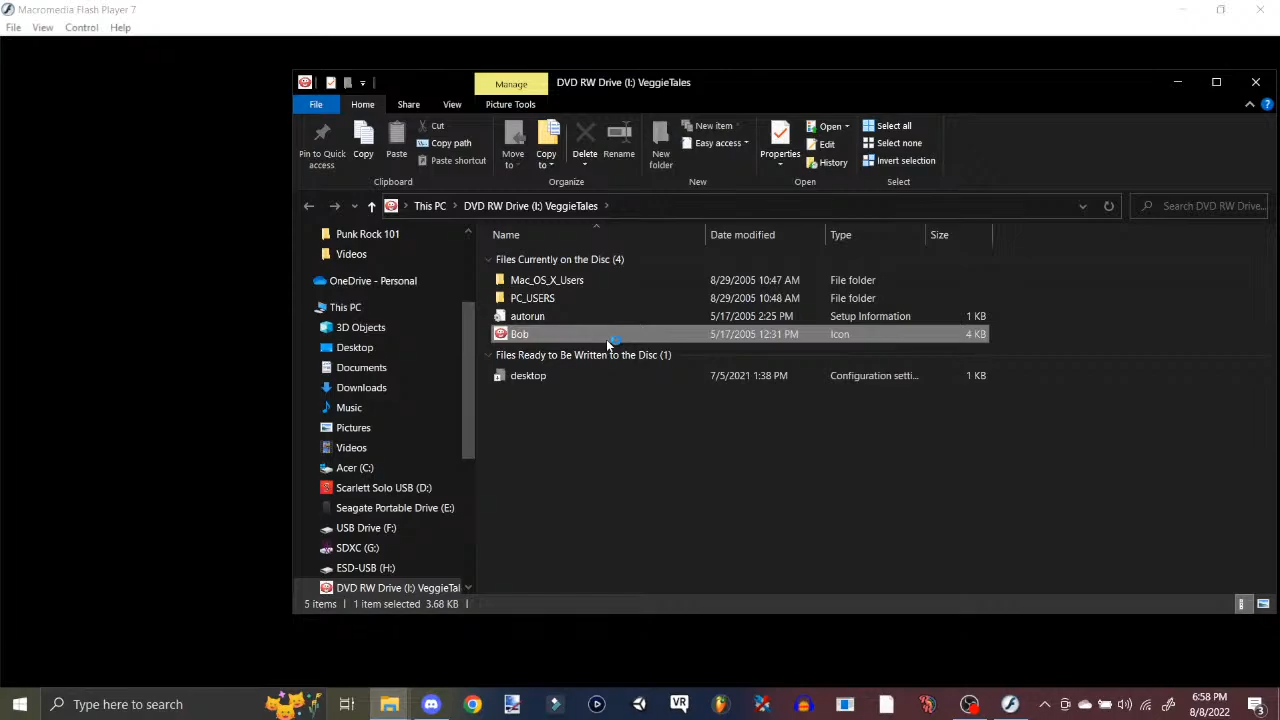 Macromedia Flash Player 7
File View Control Help
Manage DVD RW Drive (I:) VeggieTales
File Home Share View Picture Tools
Pin to Quick access
Copy
Paste
Cut
Copy path
Paste shortcut
Move to
Copy to
Delete
Rename
New folder
New item
Easy access
Properties
Open
Edit
History
Select all
Select none
Invert selection
Clipboard Organize New Open Select
This PC DVD RW Drive (I:) VeggieTales Search DVD RW Drive...
Punk Rock 101
Videos
OneDrive - Personal
This PC
3D Objects
Desktop
Documents
Downloads
Music
Pictures
Videos
Acer (C:)
Scarlett Solo USB (D:)
Seagate Portable Drive (E:)
USB Drive (F:)
SDXC (G:)
ESD-USB (H:)
DVD RW Drive (I:) VeggieTal
Name Date modified Type Size
Files Currently on the Disc (4)
Mac_OS_X_Users 8/29/2005 10:47 AM File folder
PC_USERS 8/29/2005 10:48 AM File folder
autorun 5/17/2005 2:25 PM Setup Information 1 KB
Bob 5/17/2005 12:31 PM Icon 4 KB
Files Ready to Be Written to the Disc (1)
desktop 7/5/2021 1:38 PM Configuration setti... 1 KB
5 items 1 item selected 3.68 KB
Type here to search
VR
6:58 PM
8/8/2022
3